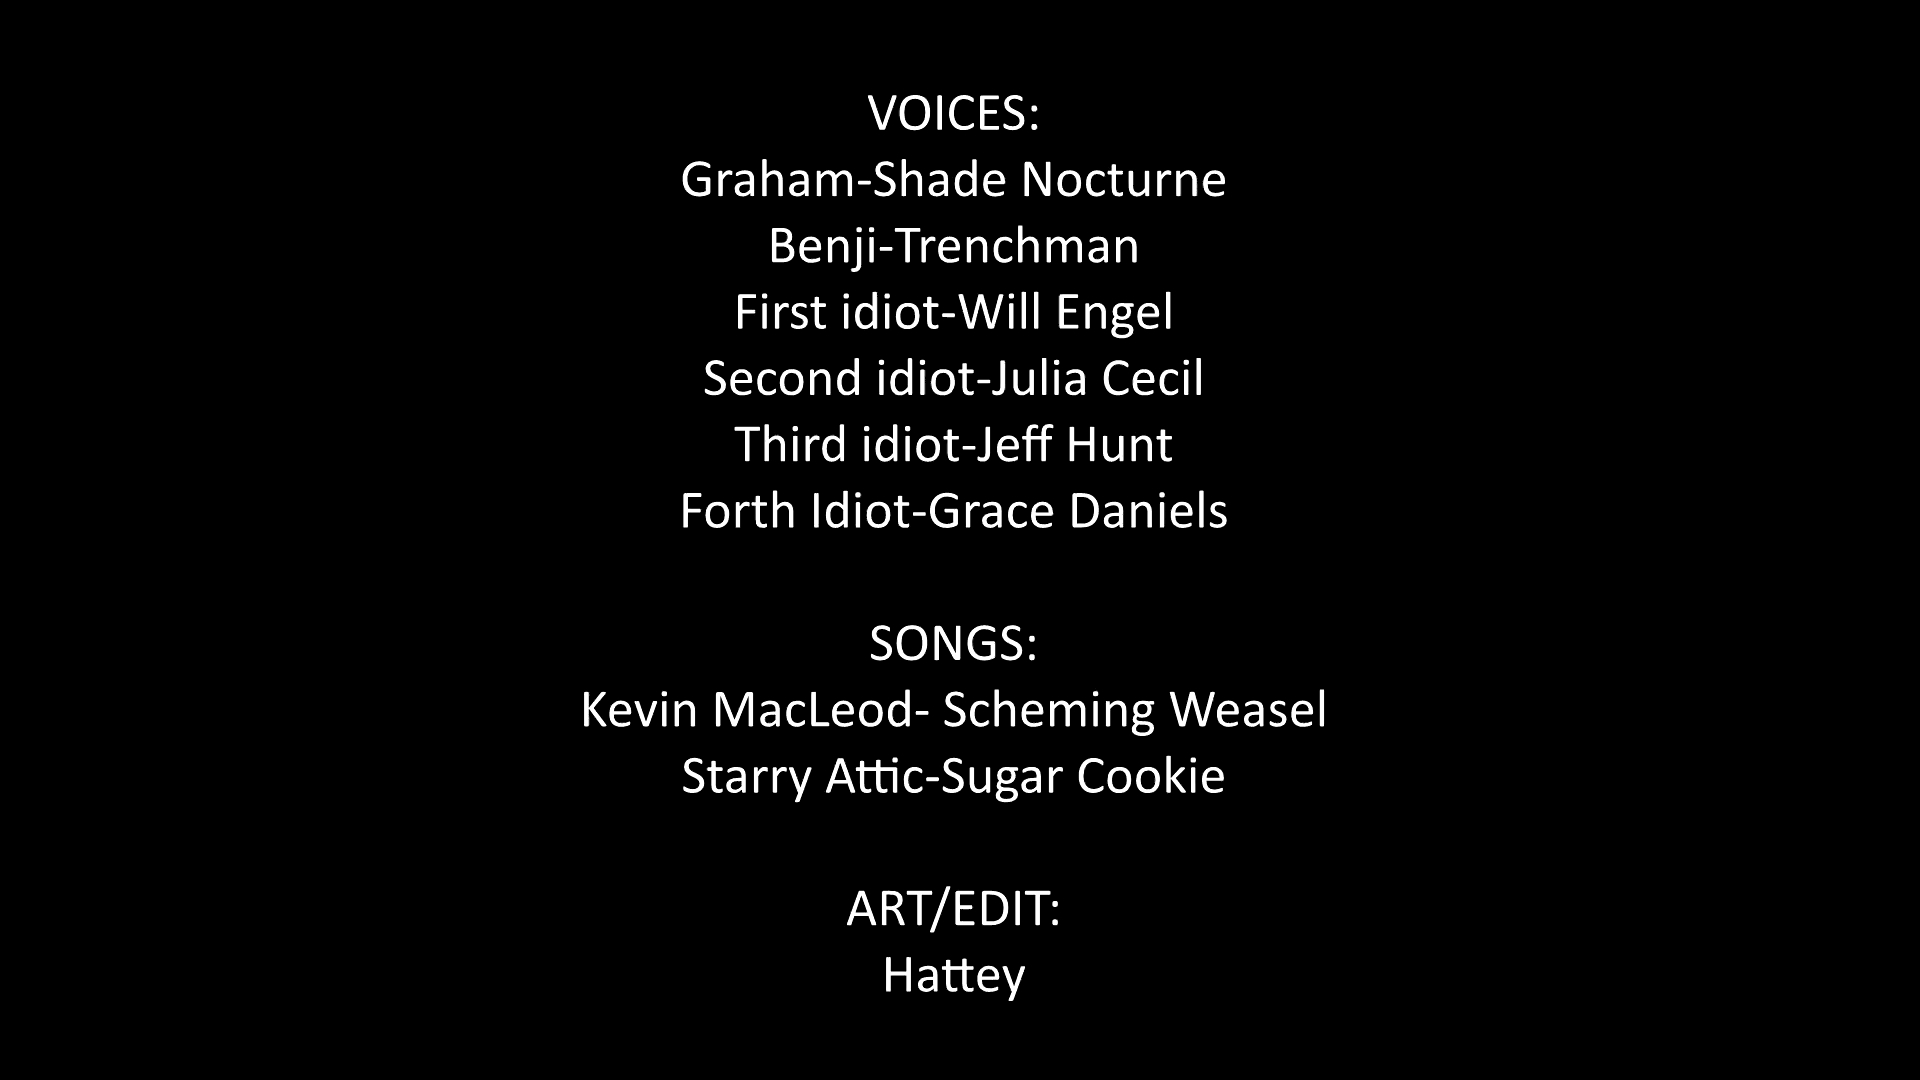 VOICES:
Graham-Shade Nocturne
Benji-Trenchman
First idiot-Will Engel
Second idiot-Julia Cecil
Third idiot-Jeff Hunt
Forth Idiot-Grace Daniels
SONGS:
Kevin MacLeod- Scheming Weasel
Starry Attic-Sugar Cookie
ART/EDIT:
Hattey